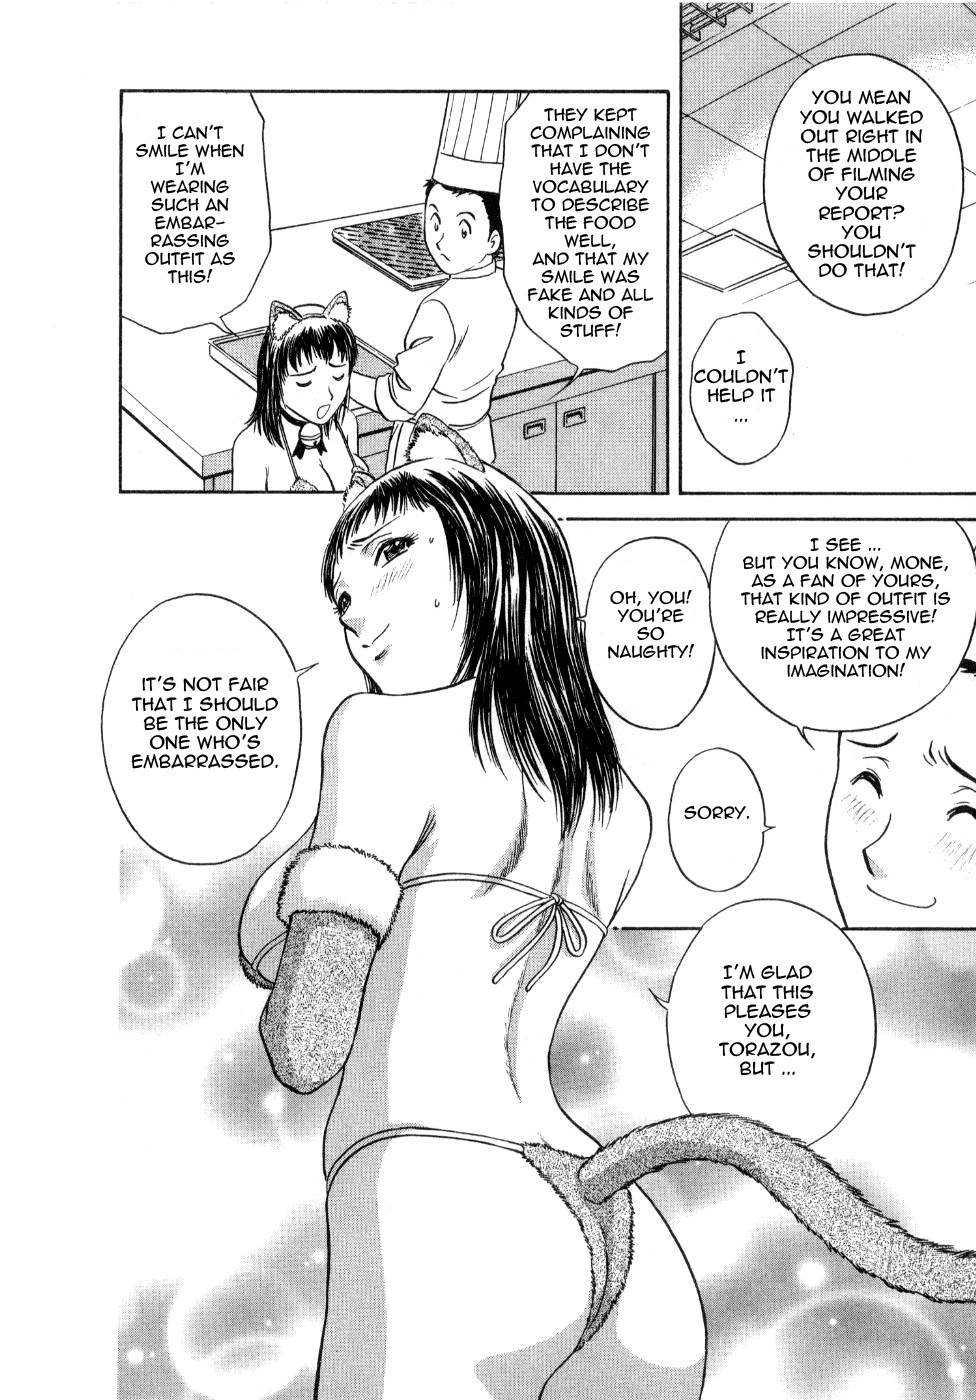 YOU MEAN
YOU WALKED
OUT RIGHT IN
THE MIDDLE
OF FILMING
YOUR
REPORT?
YOU
SHOULDN'T
DO THAT!
I
COULDN'T
HELP IT
...
THEY KEPT
COMPLAINING
THAT I DON'T
HAVE THE
VOCABULARY
TO DESCRIBE
THE FOOD
WELL,
AND THAT MY
SMILE WAS
FAKE AND ALL
KINDS OF
STUFF!
I CAN'T
SMILE WHEN
I'M
WEARING
SUCH AN
EMBAR-
RASSING
OUTFIT AS
THIS!
I SEE ...
BUT YOU KNOW, MONE,
AS A FAN OF YOURS,
THAT KIND OF OUTFIT IS
REALLY IMPRESSIVE!
IT'S A GREAT
INSPIRATION TO MY
IMAGINATION!
OH, YOU!
YOU'RE
SO
NAUGHTY!
SORRY.
I'M GLAD
THAT THIS
PLEASES
YOU,
TORAZOU,
BUT ...
IT'S NOT FAIR
THAT I SHOULD
BE THE ONLY
ONE WHO'S
EMBARRASSED.